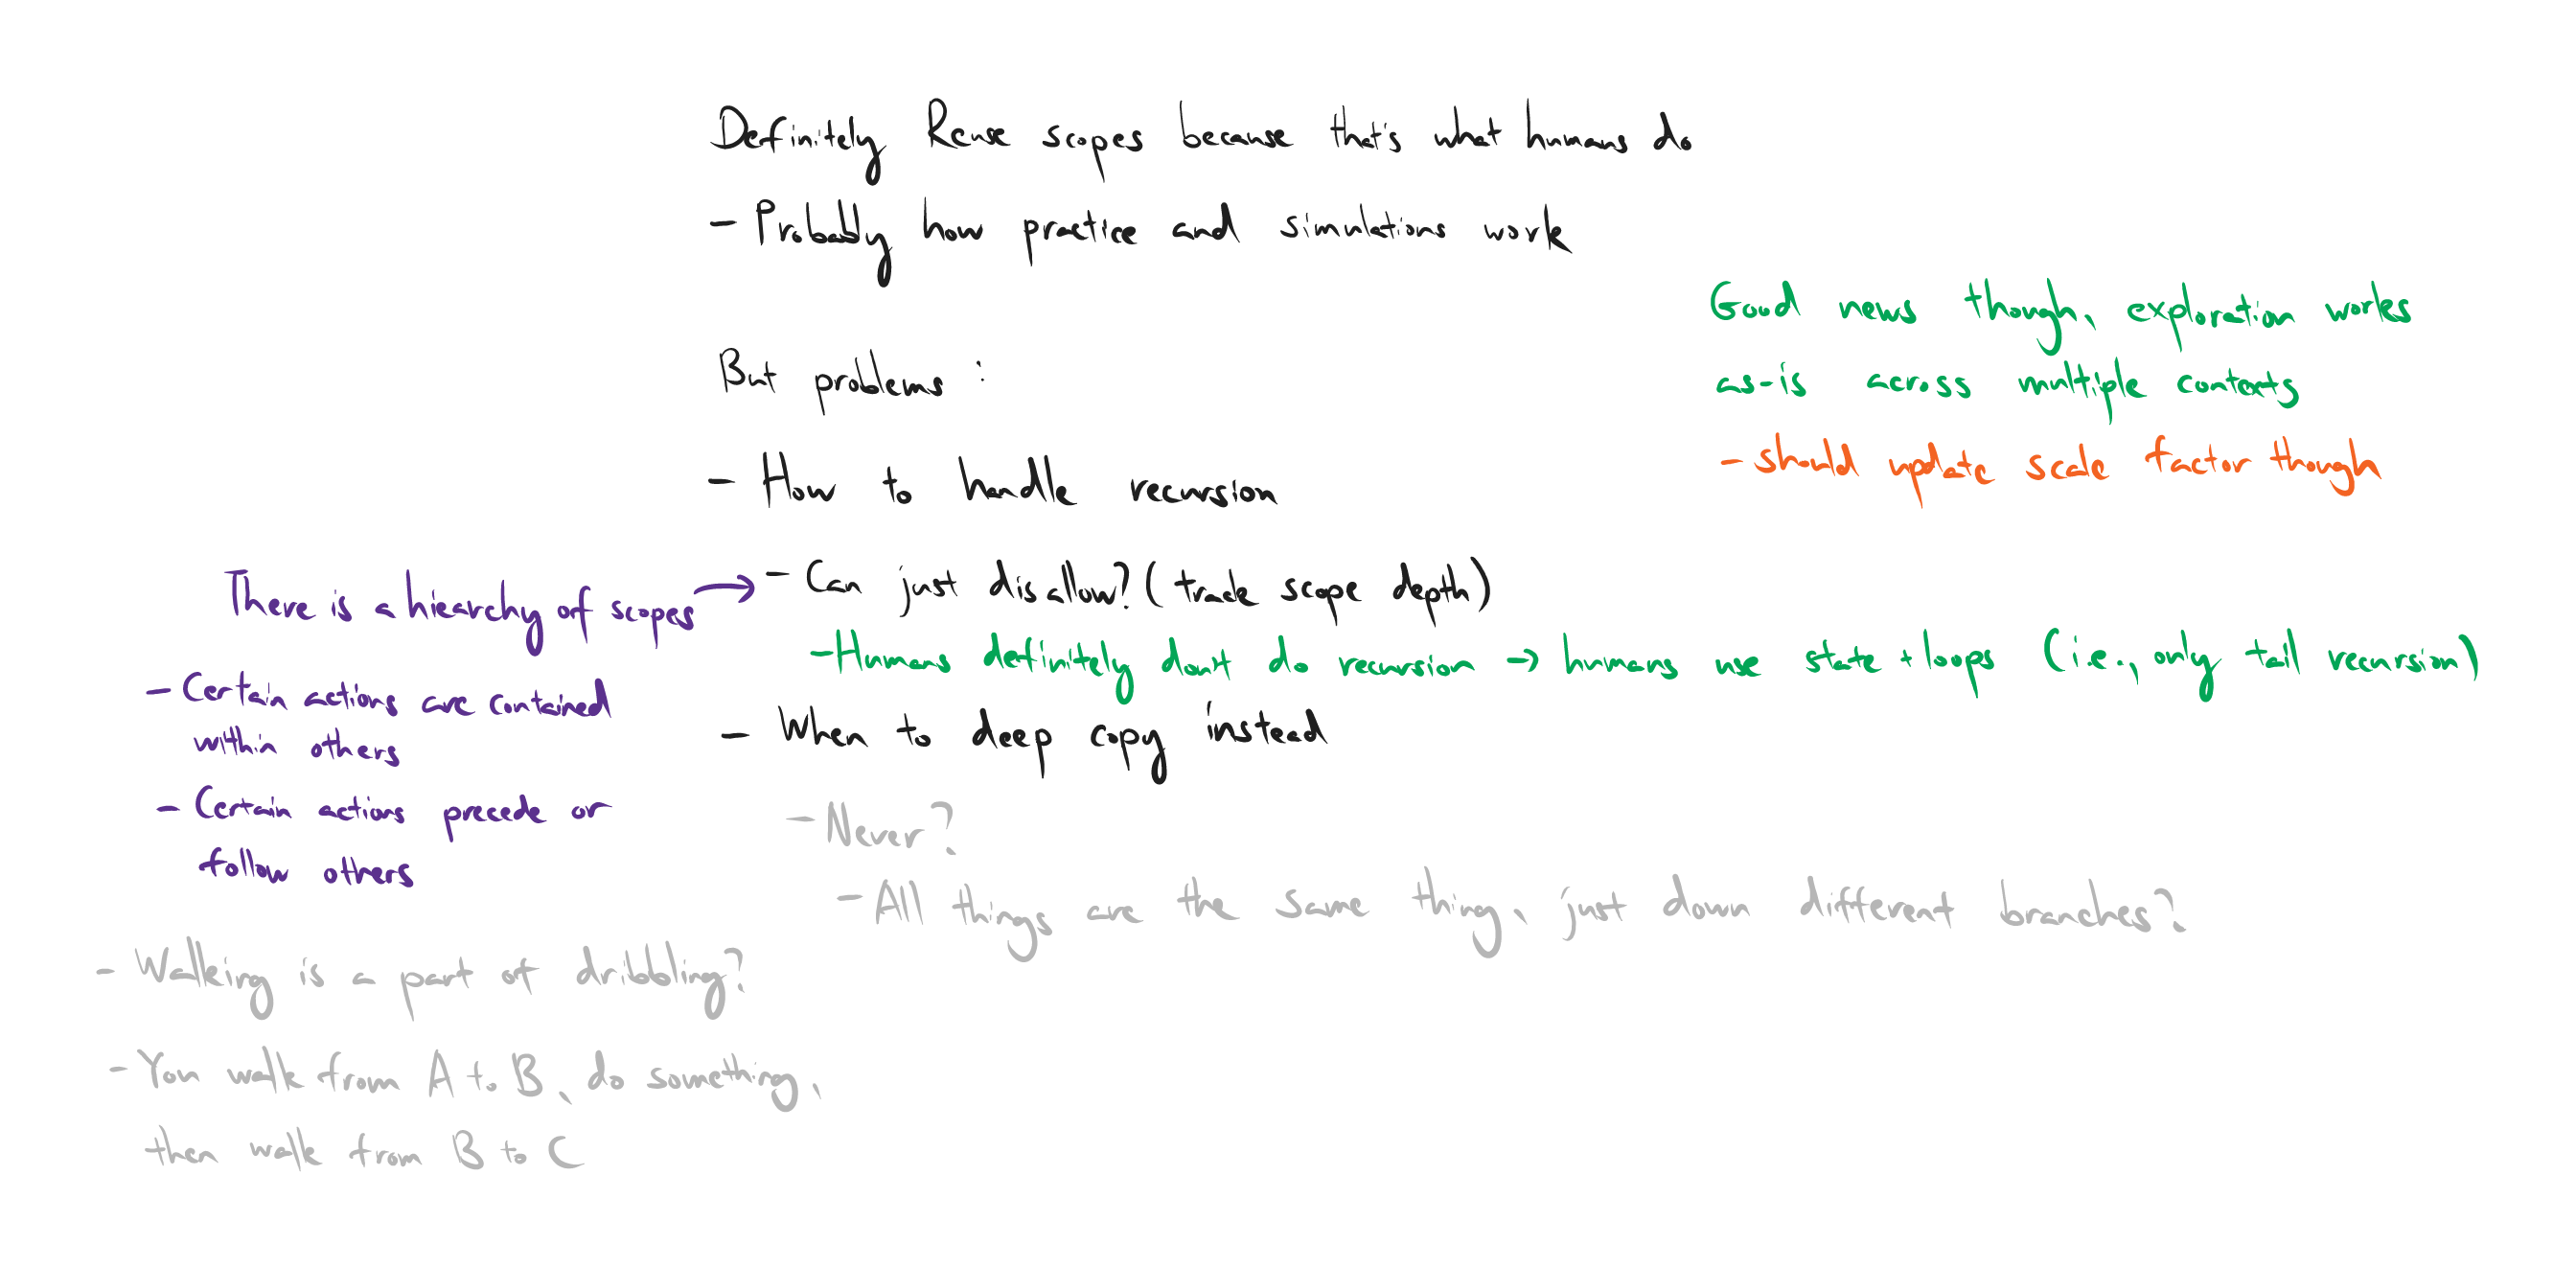 Definitely Reuse scopes because that's what humans do
- Probably how practice and simulations work
But problems:
- How to handle recursion
- Can just disallow? (trade scope depth)
- Humans definitely don't do recursion → humans use state + loops (i.e., only tail recursion)
- When to deep copy instead
- Never?
- All things are the same thing, just down different branches?
Good news though, exploration works
as-is across multiple contexts
- should update scale factor though
There is a hiearchy of scopes →
- Certain actions are contained
within others
- Certain actions precede or
follow others
- Walking is a part of dribbling?
- You walk from A to B, do something,
then walk from B to C